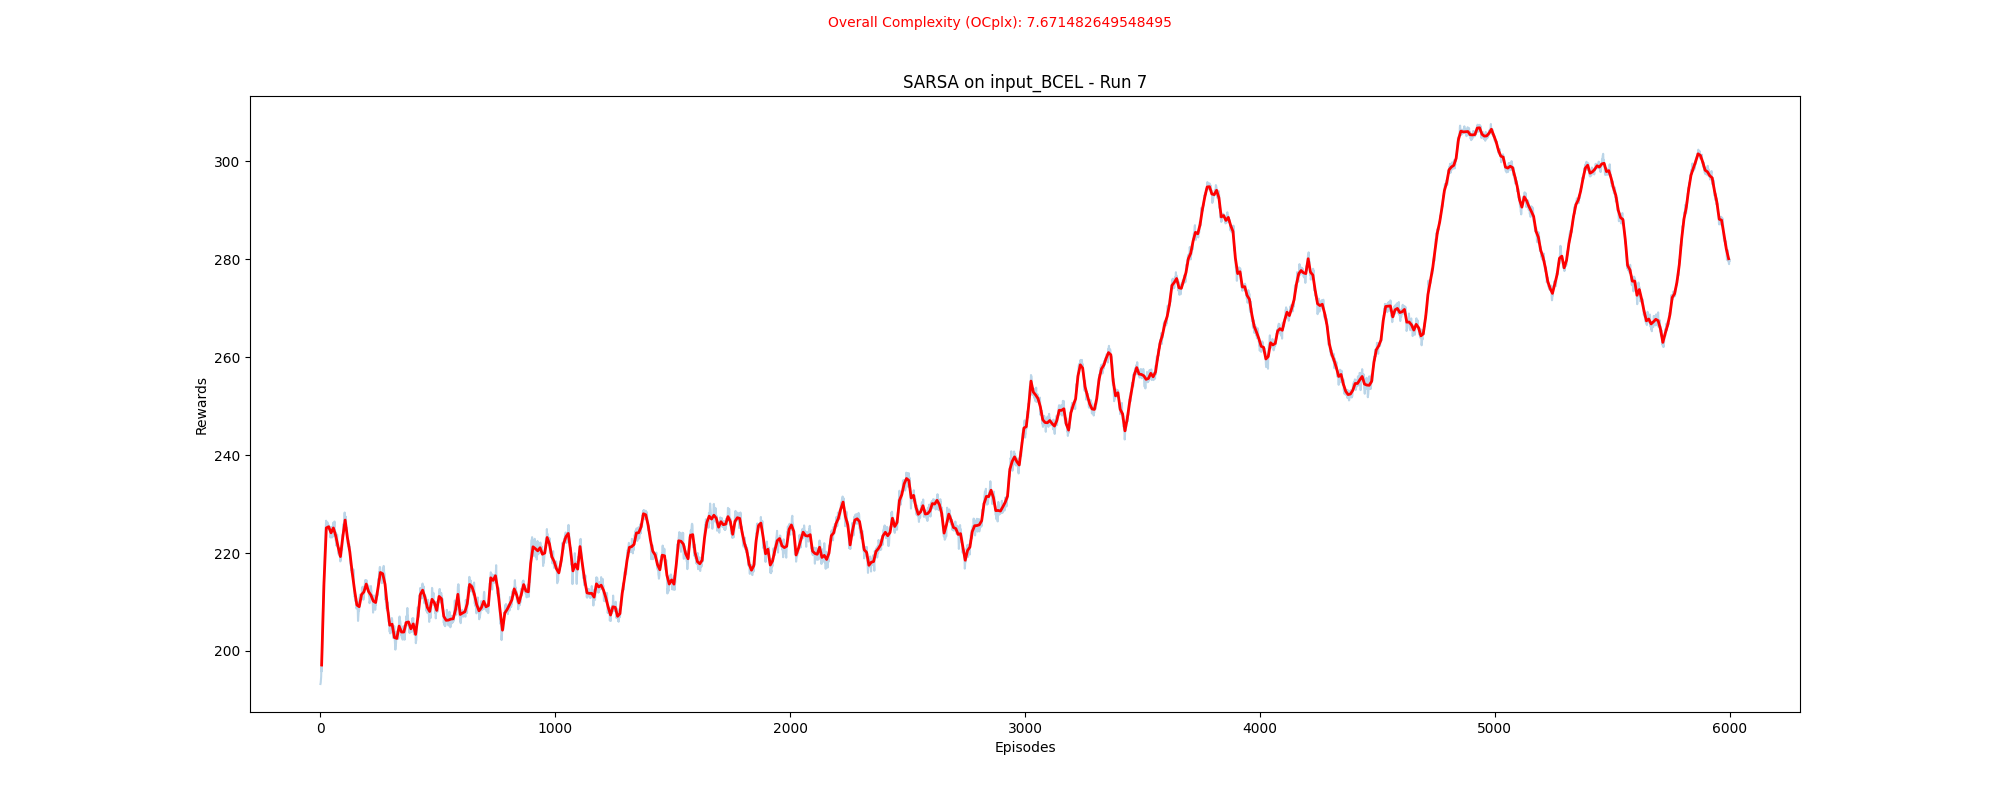 Overall Complexity (OCplx): 7.671482649548495
SARSA on input_BCEL - Run 7
300
280
260
240
220
200
Rewards
0 1000 2000 3000 4000 5000 6000
Episodes